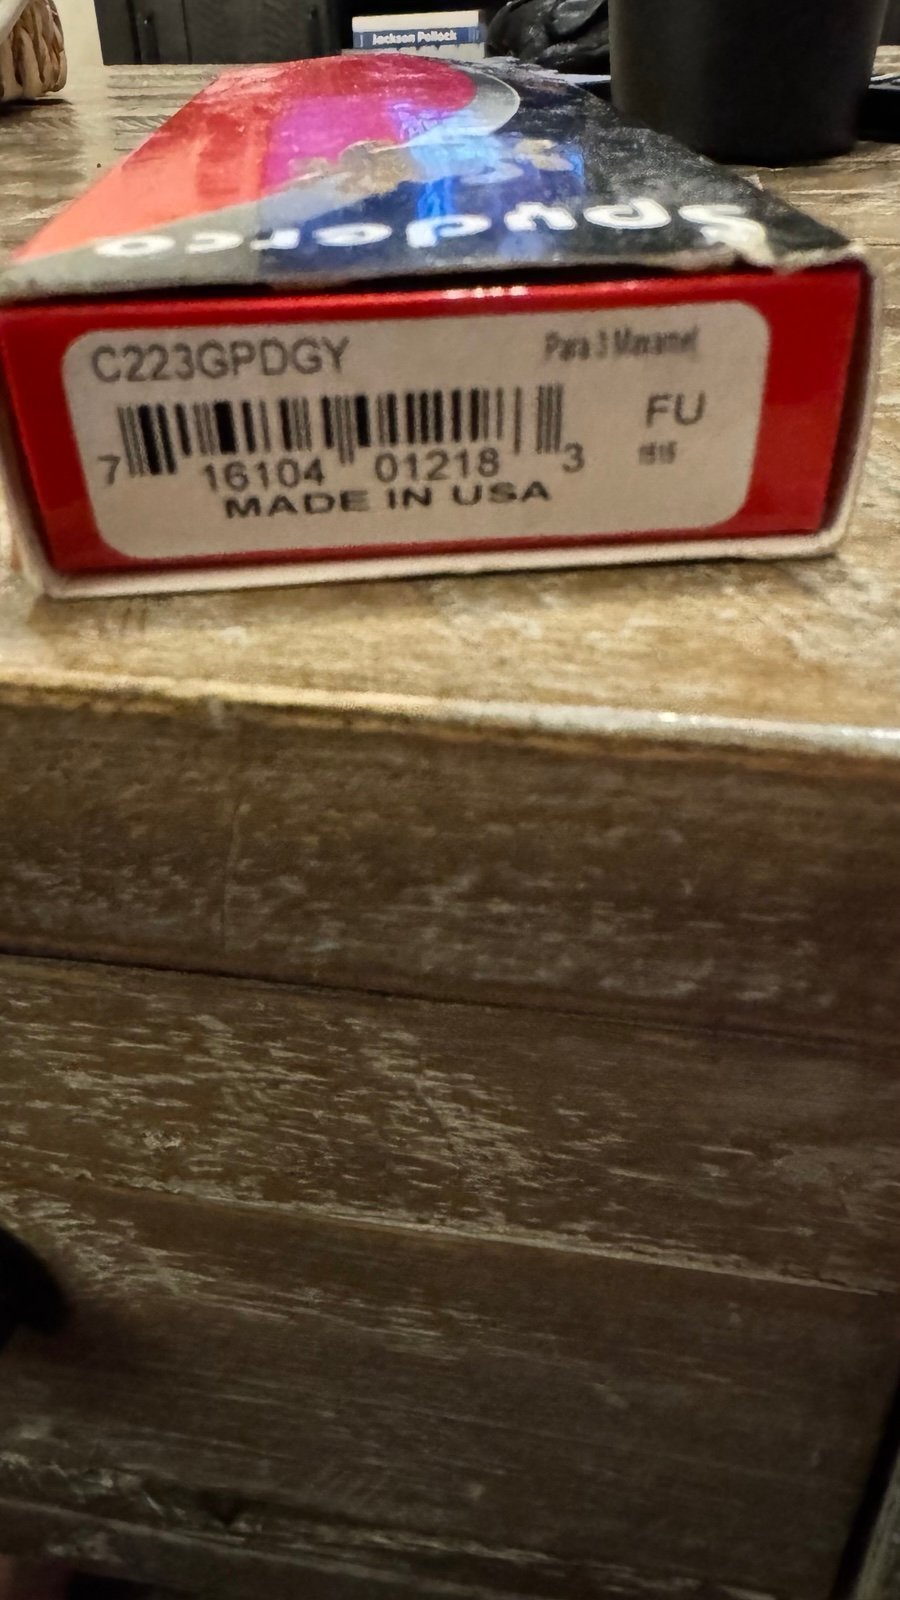 Jackson Pollock
Spyderco
C223GPDGY
Para 3 Maxamet
FU
7 16104 01218 3
MADE IN USA